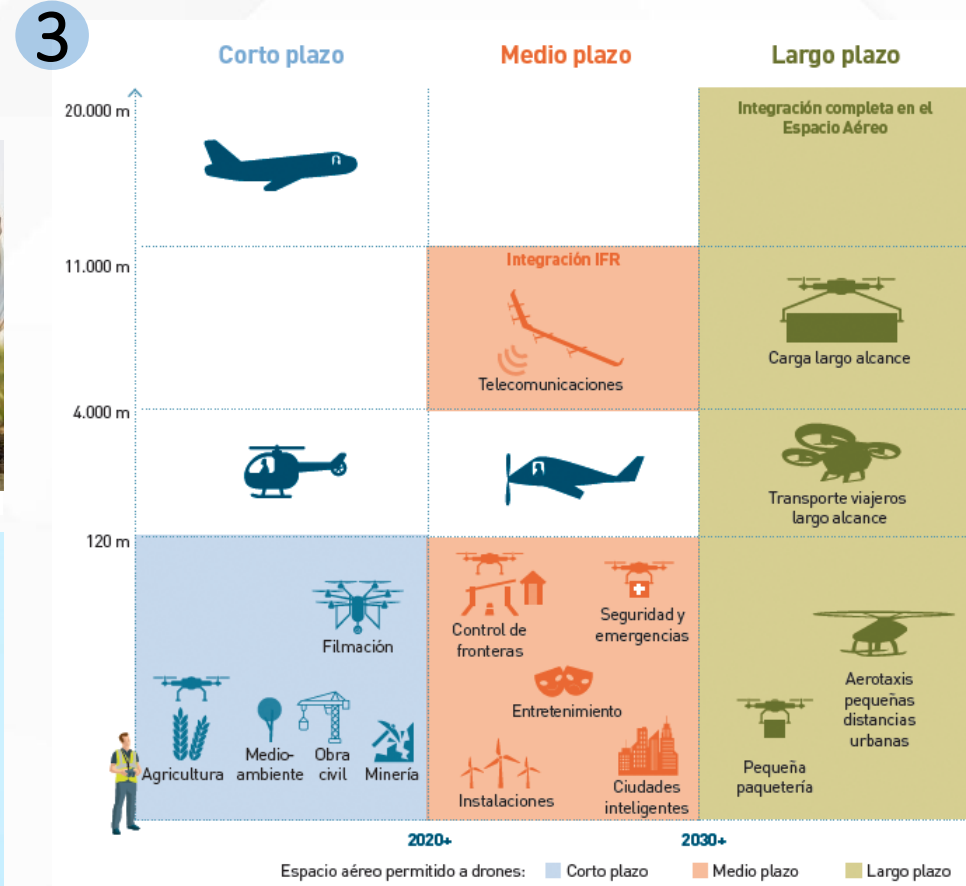 3
Corto plazo
Medio plazo
Largo plazo
20.000 m
Integración completa en el
Espacio Aéreo
11.000 m
Integración IFR
Telecomunicaciones
Carga largo alcance
4.000 m
Transporte viajeros
largo alcance
120 m
Filmación
Agricultura
Medio-
ambiente
Obra
civil
Minería
Control de
fronteras
Seguridad y
emergencias
Entretenimiento
Instalaciones
Ciudades
inteligentes
Aerotaxis
pequeñas
distancias
urbanas
Pequeña
paquetería
2020+
2030+
Espacio aéreo permitido a drones:
Corto plazo
Medio plazo
Largo plazo